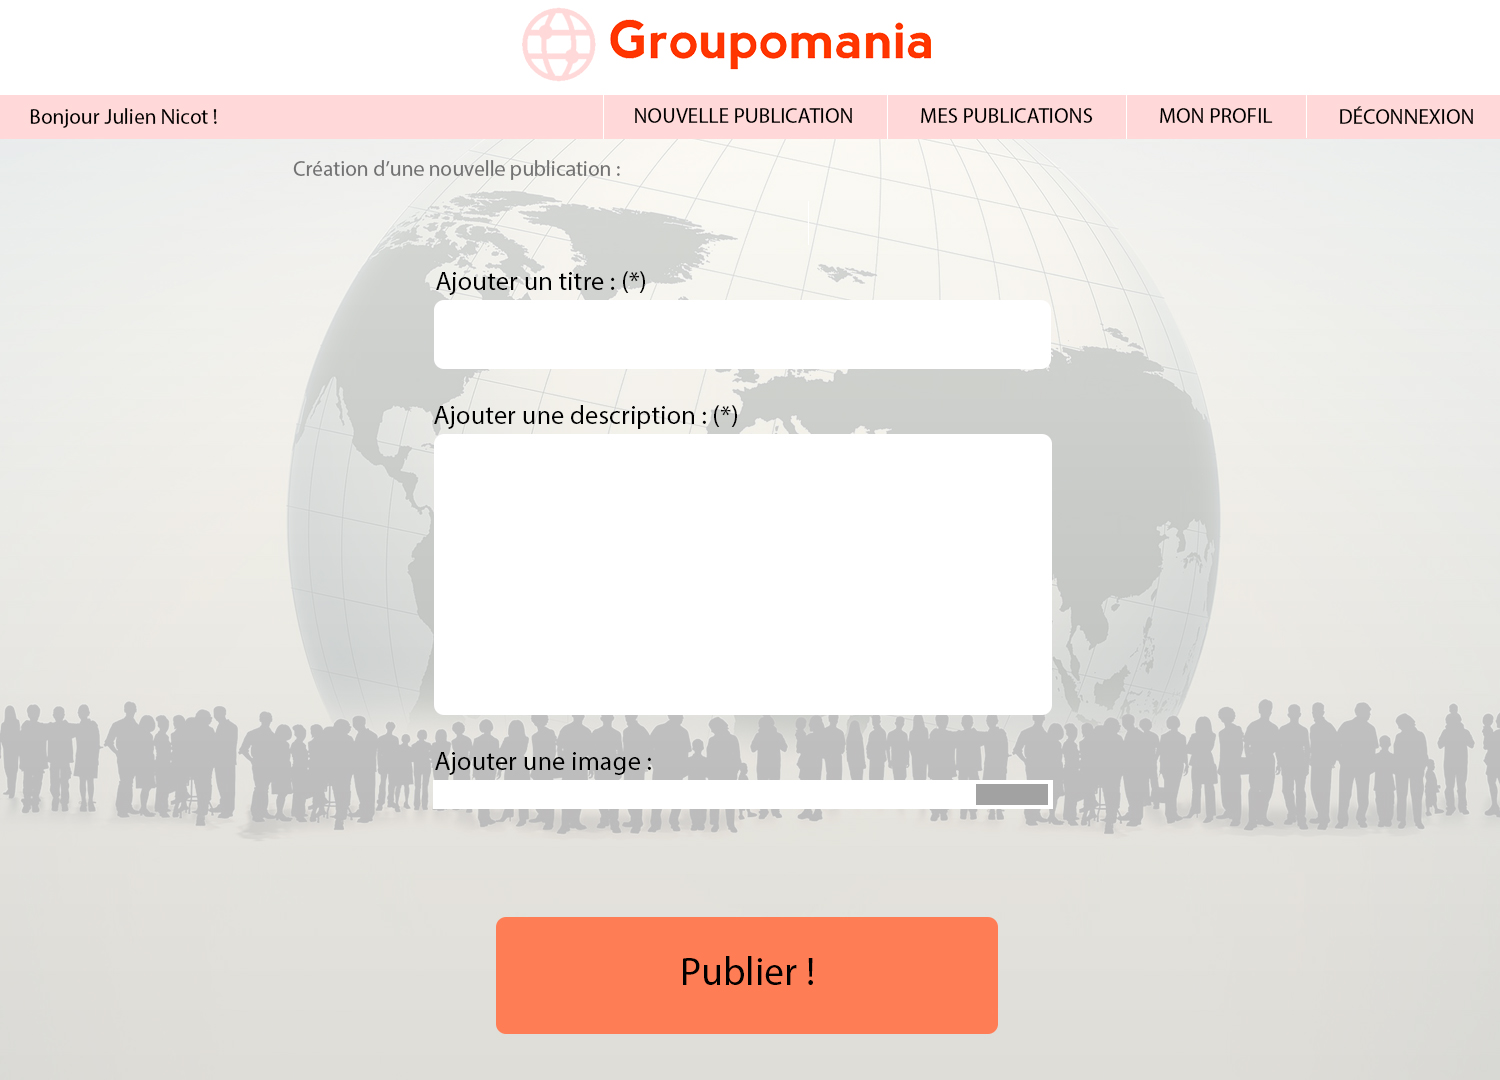 Groupomania
Bonjour Julien Nicot !
NOUVELLE PUBLICATION
MES PUBLICATIONS
MON PROFIL
DÉCONNEXION
Création d’une nouvelle publication :
Ajouter un titre : (*)
Ajouter une description : (*)
Ajouter une image :
Publier !